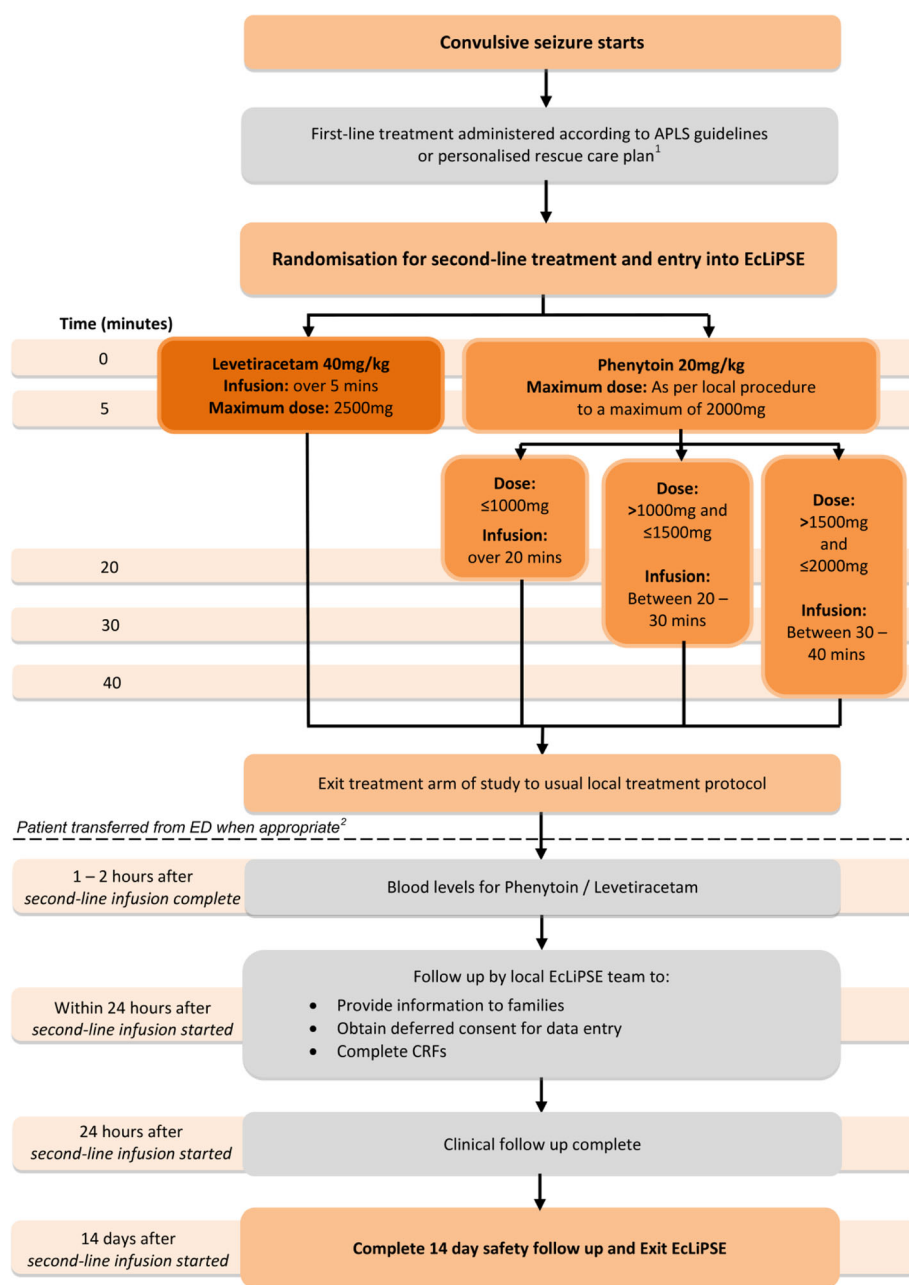 Convulsive seizure starts
First-line treatment administered according to APLS guidelines
or personalised rescue care plan1
Randomisation for second-line treatment and entry into EcLiPSE
Time (minutes)
0
5
20
30
40
Levetiracetam 40mg/kg
Infusion: over 5 mins
Maximum dose: 2500mg
Phenytoin 20mg/kg
Maximum dose: As per local procedure
to a maximum of 2000mg
Dose:
≤1000mg
Infusion:
over 20 mins
Dose:
>1000mg and
≤1500mg
Infusion:
Between 20 –
30 mins
Dose:
>1500mg
and
≤2000mg
Infusion:
Between 30 –
40 mins
Exit treatment arm of study to usual local treatment protocol
Patient transferred from ED when appropriate2
1 – 2 hours after
second-line infusion complete
Blood levels for Phenytoin / Levetiracetam
Within 24 hours after
second-line infusion started
Follow up by local EcLiPSE team to:
• Provide information to families
• Obtain deferred consent for data entry
• Complete CRFs
24 hours after
second-line infusion started
Clinical follow up complete
14 days after
second-line infusion started
Complete 14 day safety follow up and Exit EcLiPSE